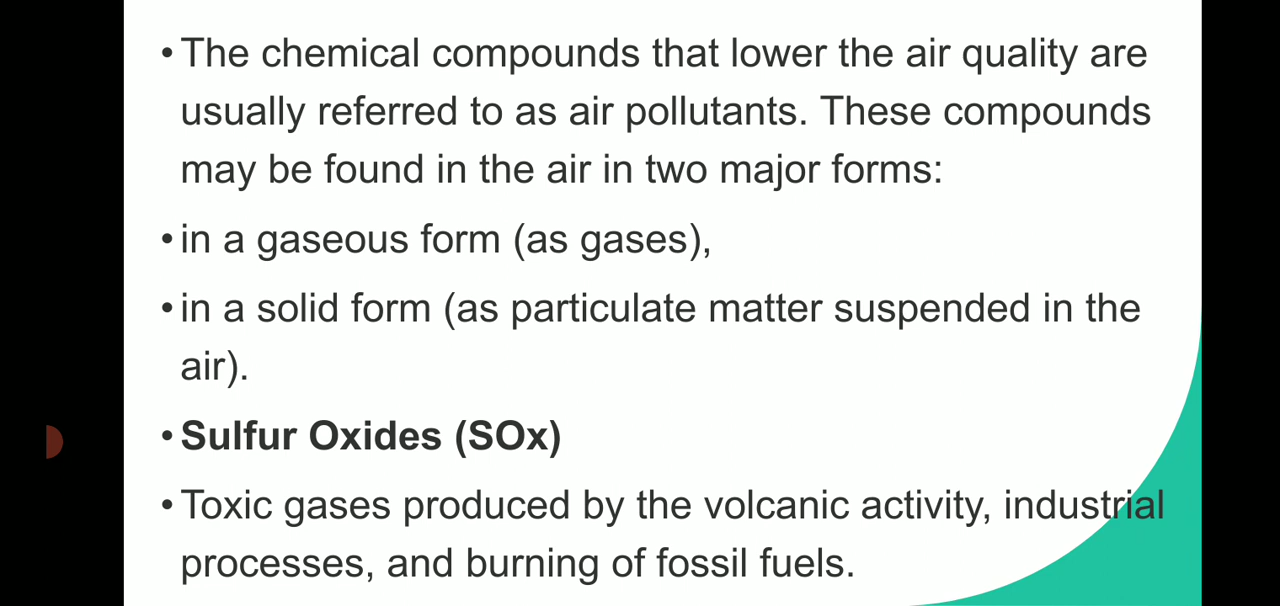 • The chemical compounds that lower the air quality are
usually referred to as air pollutants. These compounds
may be found in the air in two major forms:
• in a gaseous form (as gases),
• in a solid form (as particulate matter suspended in the
air).
• Sulfur Oxides (SOx)
• Toxic gases produced by the volcanic activity, industrial
processes, and burning of fossil fuels.